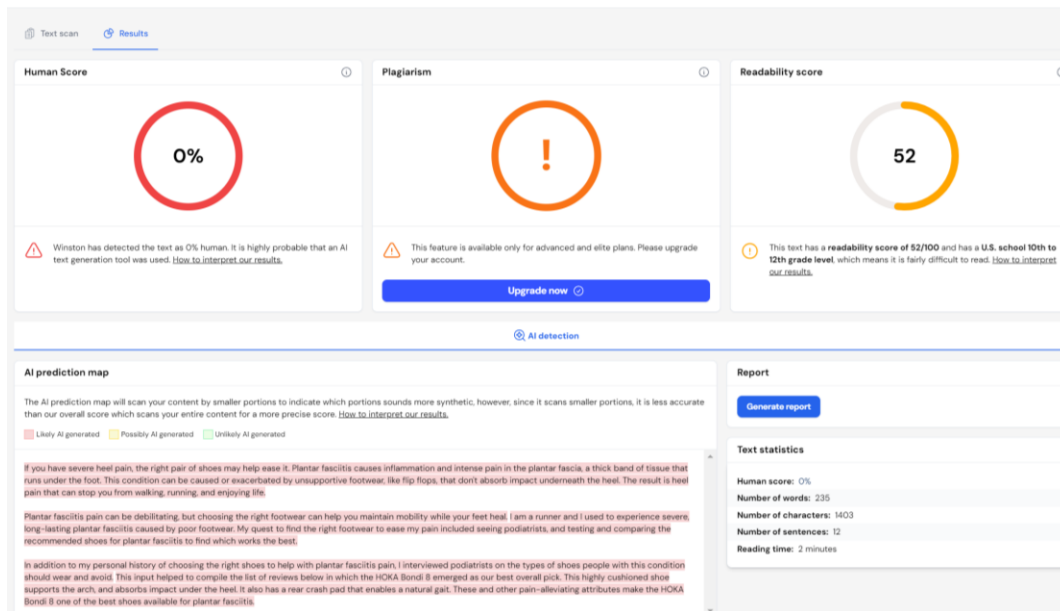 Text scan
Results
Human Score
0%
Winston has detected the text as 0% human. It is highly probable that an AI
text generation tool was used. How to interpret our results.
Plagiarism
!
This feature is available only for advanced and elite plans. Please upgrade
your account.
Upgrade now
Readability score
52
This text has a readability score of 52/100 and has a U.S. school 10th to
12th grade level, which means it is fairly difficult to read. How to interpret
our results.
AI detection
AI prediction map
The AI prediction map will scan your content by smaller portions to indicate which portions sounds more synthetic, however, since it scans smaller portions, it is less accurate
than our overall score which scans your entire content for a more precise score. How to interpret our results.
Likely AI generated
Possibly AI generated
Unlikely AI generated
If you have severe heel pain, the right pair of shoes may help ease it. Plantar fasciitis causes inflammation and intense pain in the plantar fascia, a thick band of tissue that
runs under the foot. This condition can be caused or exacerbated by unsupportive footwear, like flip flops, that don't absorb impact underneath the heel. The result is heel
pain that can stop you from walking, running, and enjoying life.
Plantar fasciitis pain can be debilitating, but choosing the right footwear can help you maintain mobility while your feet heal. I am a runner and I used to experience severe,
long-lasting plantar fasciitis caused by poor footwear. My quest to find the right footwear to ease my pain included seeing podiatrists, and testing and comparing the
recommended shoes for plantar fasciitis to find which works the best.
In addition to my personal history of choosing the right shoes to help with plantar fasciitis pain, I interviewed podiatrists on the types of shoes people with this condition
should wear and avoid. This input helped to compile the list of reviews below in which the HOKA Bondi 8 emerged as our best overall pick. This highly cushioned shoe
supports the arch, and absorbs impact under the heel. It also has a rear crash pad that enables a natural gait. These and other pain-alleviating attributes make the HOKA
Bondi 8 one of the best shoes available for plantar fasciitis.
Report
Generate report
Text statistics
Human score: 0%
Number of words: 235
Number of characters: 1403
Number of sentences: 12
Reading time: 2 minutes